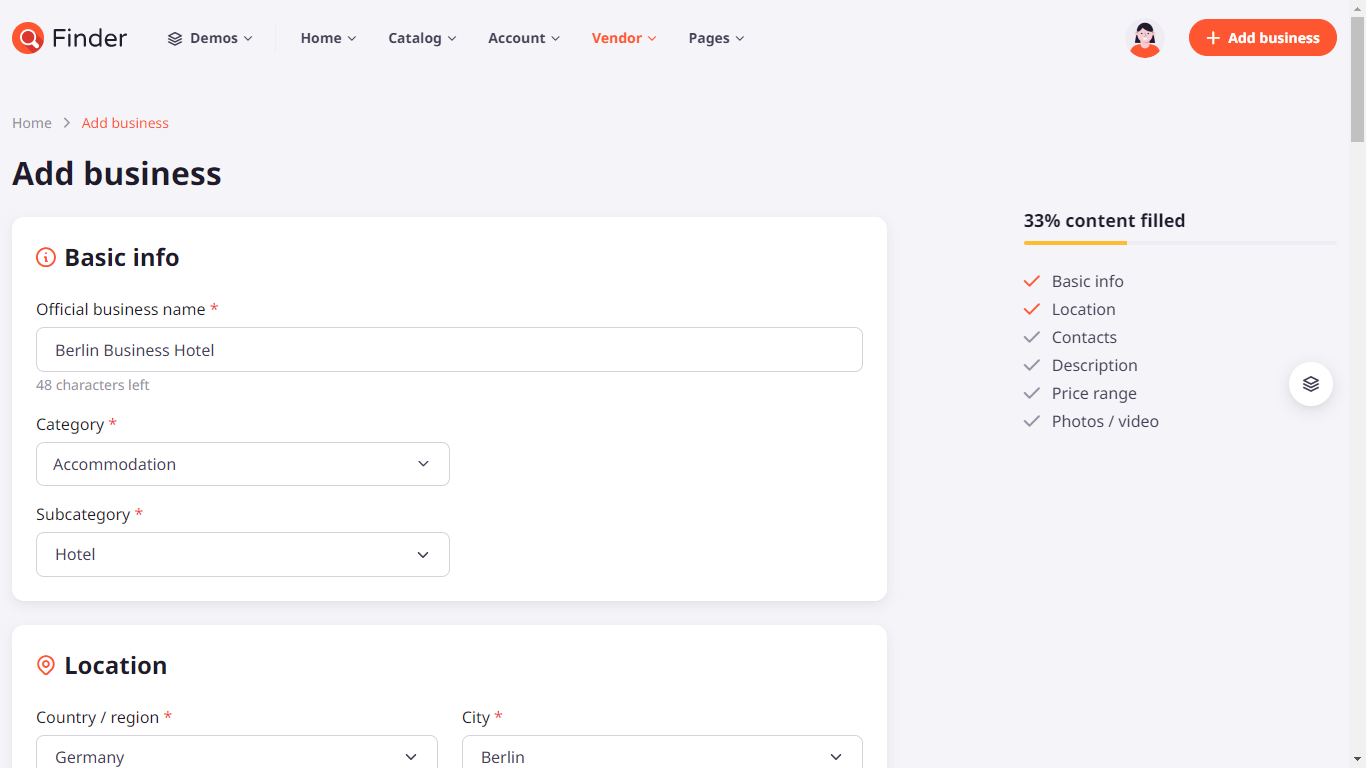 Finder Demos Home Catalog Account Vendor Pages Add business
Home Add business
Add business
33% content filled
Basic info
Location
Contacts
Description
Price range
Photos / video
Basic info
Official business name *
Berlin Business Hotel
48 characters left
Category *
Accommodation
Subcategory *
Hotel
Location
Country / region * City *
Germany Berlin